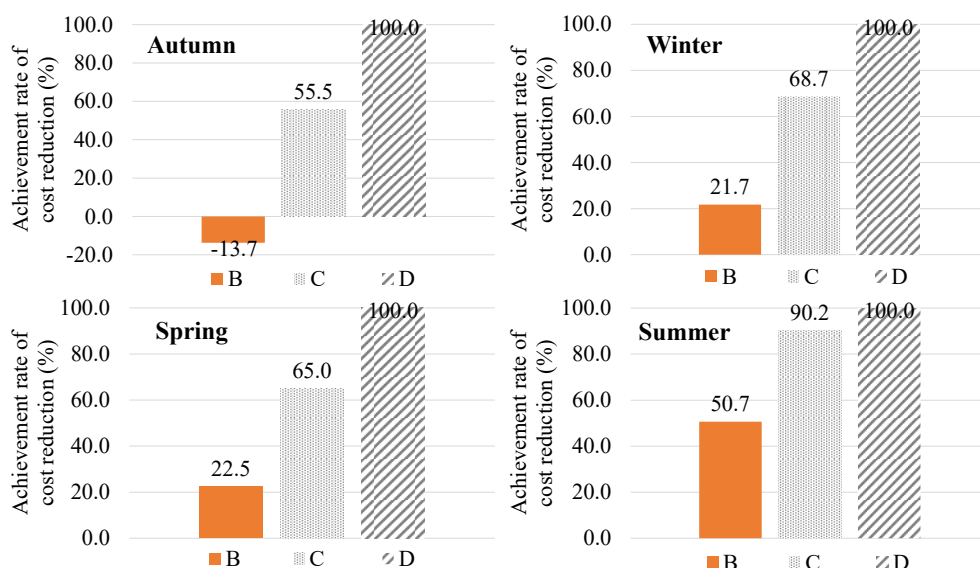 Autumn
Achievement rate of
cost reduction (%)
100.0
80.0
60.0
40.0
20.0
0.0
-20.0
-13.7
55.5
100.0
B C D
Winter
Achievement rate of
cost reduction (%)
100.0
80.0
60.0
40.0
20.0
0.0
21.7
68.7
100.0
B C D
Spring
Achievement rate of
cost reduction (%)
100.0
80.0
60.0
40.0
20.0
0.0
22.5
65.0
100.0
B C D
Summer
Achievement rate of
cost reduction (%)
100.0
80.0
60.0
40.0
20.0
0.0
50.7
90.2
100.0
B C D